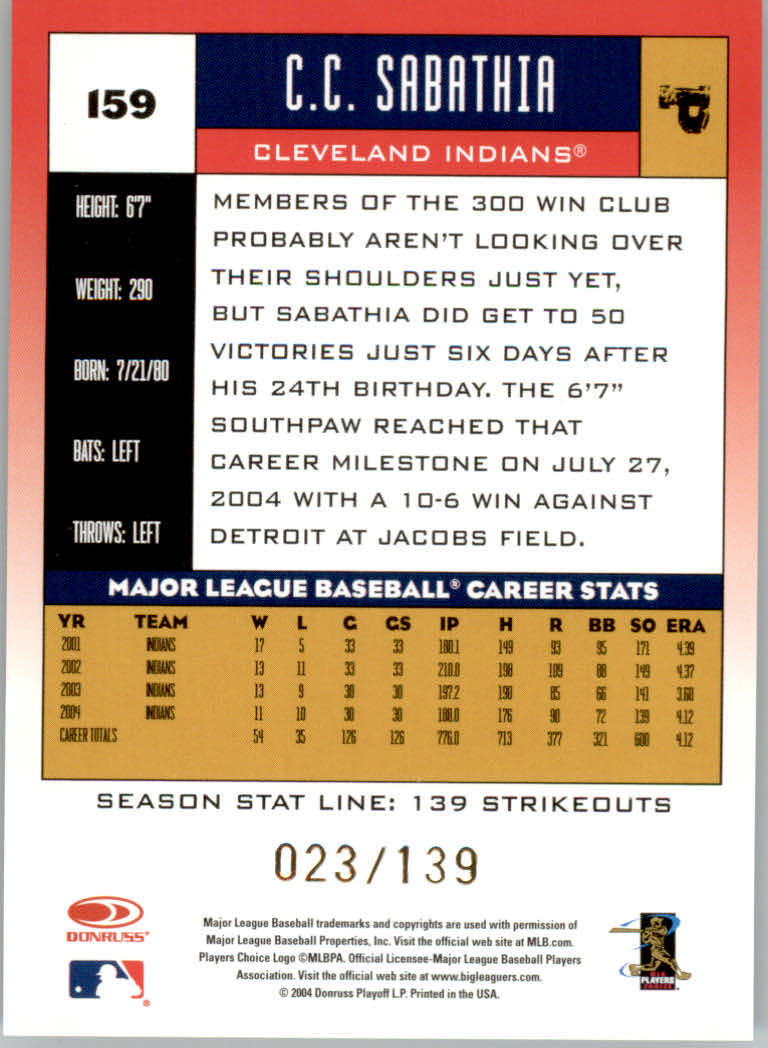 159
C.C. SABATHIA
P
CLEVELAND INDIANS®
HEIGHT: 6'7"
WEIGHT: 290
BORN: 7/21/80
BATS: LEFT
THROWS: LEFT
MEMBERS OF THE 300 WIN CLUB
PROBABLY AREN'T LOOKING OVER
THEIR SHOULDERS JUST YET,
BUT SABATHIA DID GET TO 50
VICTORIES JUST SIX DAYS AFTER
HIS 24TH BIRTHDAY. THE 6'7"
SOUTHPAW REACHED THAT
CAREER MILESTONE ON JULY 27,
2004 WITH A 10-6 WIN AGAINST
DETROIT AT JACOBS FIELD.
MAJOR LEAGUE BASEBALL® CAREER STATS
YR TEAM W L G GS IP H R BB SO ERA
2001 INDIANS 17 5 33 33 180.1 149 93 95 171 4.39
2002 INDIANS 13 11 33 33 210.0 198 109 88 149 4.37
2003 INDIANS 13 9 30 30 197.2 190 85 66 141 3.60
2004 INDIANS 11 10 30 30 188.0 176 90 72 139 4.12
CAREER TOTALS 54 35 126 126 776.0 713 377 321 600 4.12
SEASON STAT LINE: 139 STRIKEOUTS
023/139
DONRUSS®
Major League Baseball trademarks and copyrights are used with permission of
Major League Baseball Properties, Inc. Visit the official web site at MLB.com.
Players Choice Logo ©MLBPA. Official Licensee-Major League Baseball Players
Association. Visit the official web site at www.bigleaguers.com.
© 2004 Donruss Playoff L.P. Printed in the USA.
MLB
PLAYERS
CHOICE